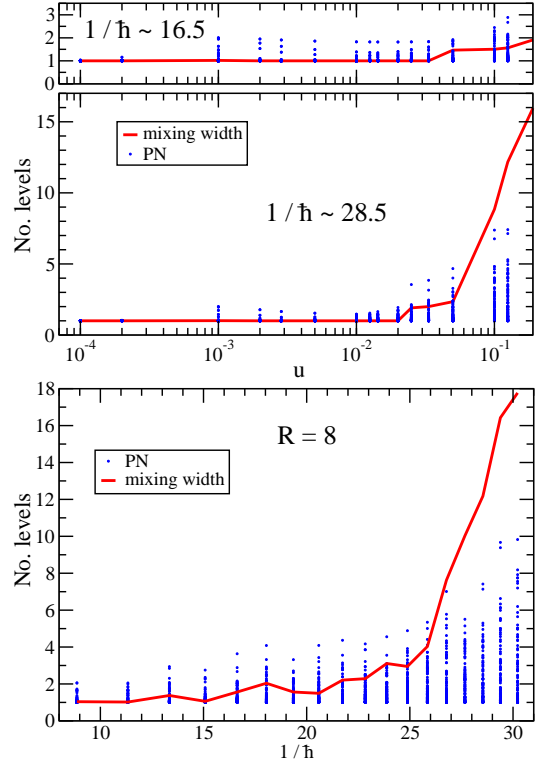 3
2
1
1 / ħ ~ 16.5
15
10
5
0
No. levels
mixing width
PN
1 / ħ ~ 28.5
10^-4
10^-3
10^-2
10^-1
u
18
16
14
12
10
8
6
4
2
0
No. levels
R = 8
PN
mixing width
10
15
20
25
30
1 / ħ